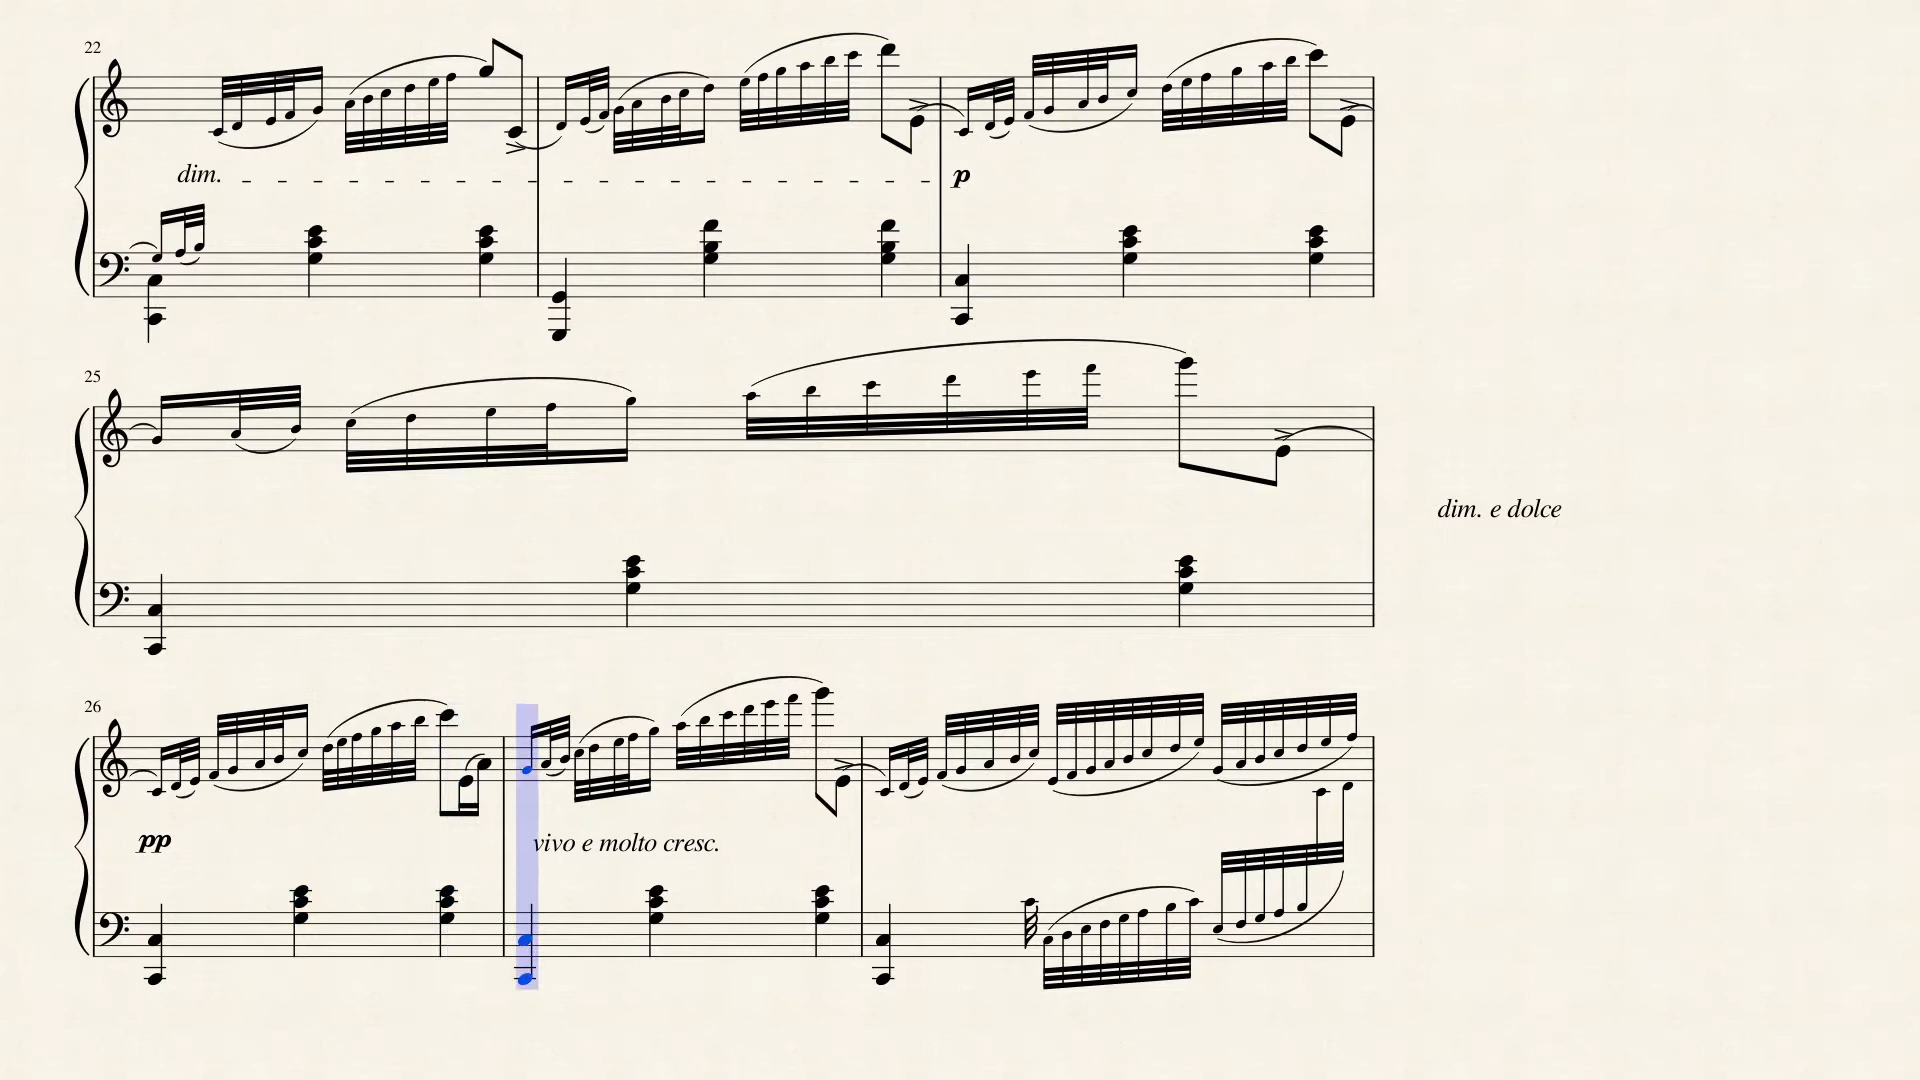 22
dim.
p
25
dim. e dolce
26
pp
vivo e molto cresc.